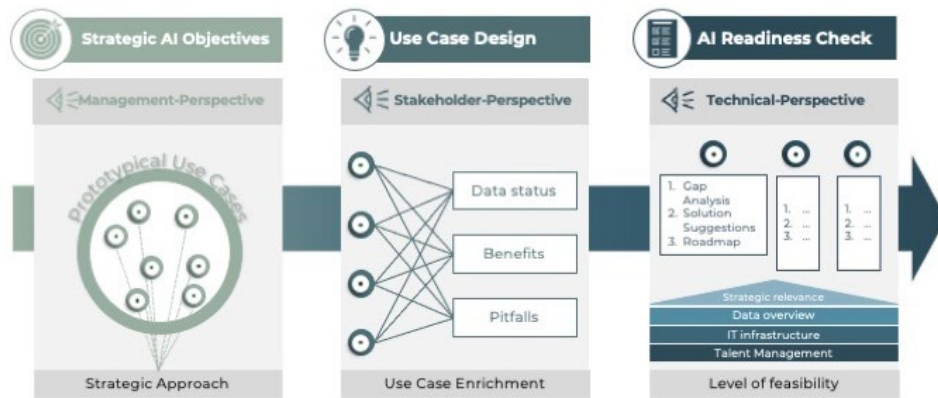 Strategic AI Objectives
Management-Perspective
Prototypical Use Cases
Strategic Approach
Use Case Design
Stakeholder-Perspective
Data status
Benefits
Pitfalls
Use Case Enrichment
AI Readiness Check
Technical-Perspective
1. Gap
Analysis
2. Solution
Suggestions
3. Roadmap
1. ...
2. ...
3. ...
1. ...
2. ...
3. ...
Strategic relevance
Data overview
IT infrastructure
Talent Management
Level of feasibility